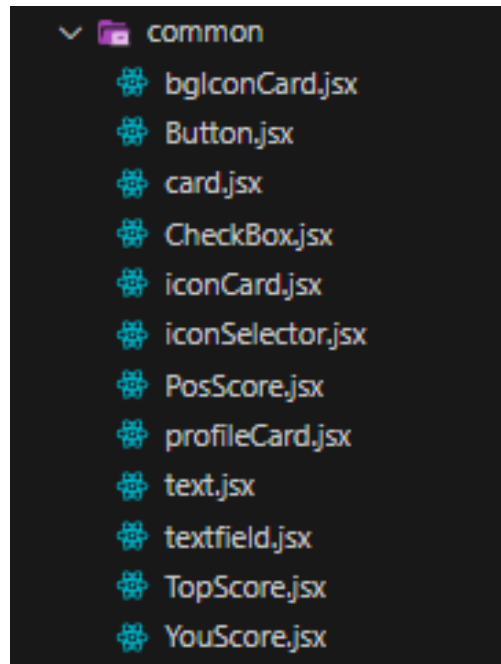 common
bgIconCard.jsx
Button.jsx
card.jsx
CheckBox.jsx
iconCard.jsx
iconSelector.jsx
PosScore.jsx
profileCard.jsx
text.jsx
textfield.jsx
TopScore.jsx
YouScore.jsx